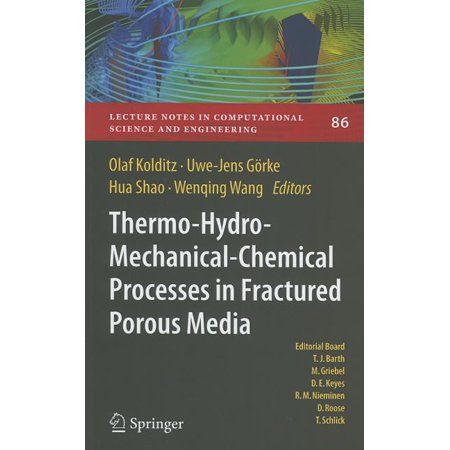 LECTURE NOTES IN COMPUTATIONAL
SCIENCE AND ENGINEERING
86
Olaf Kolditz · Uwe-Jens Görke
Hua Shao · Wenqing Wang Editors
Thermo-Hydro-
Mechanical-Chemical
Processes in Fractured
Porous Media
Editorial Board
T. J. Barth
M. Griebel
D. E. Keyes
R. M. Nieminen
D. Roose
T. Schlick
Springer